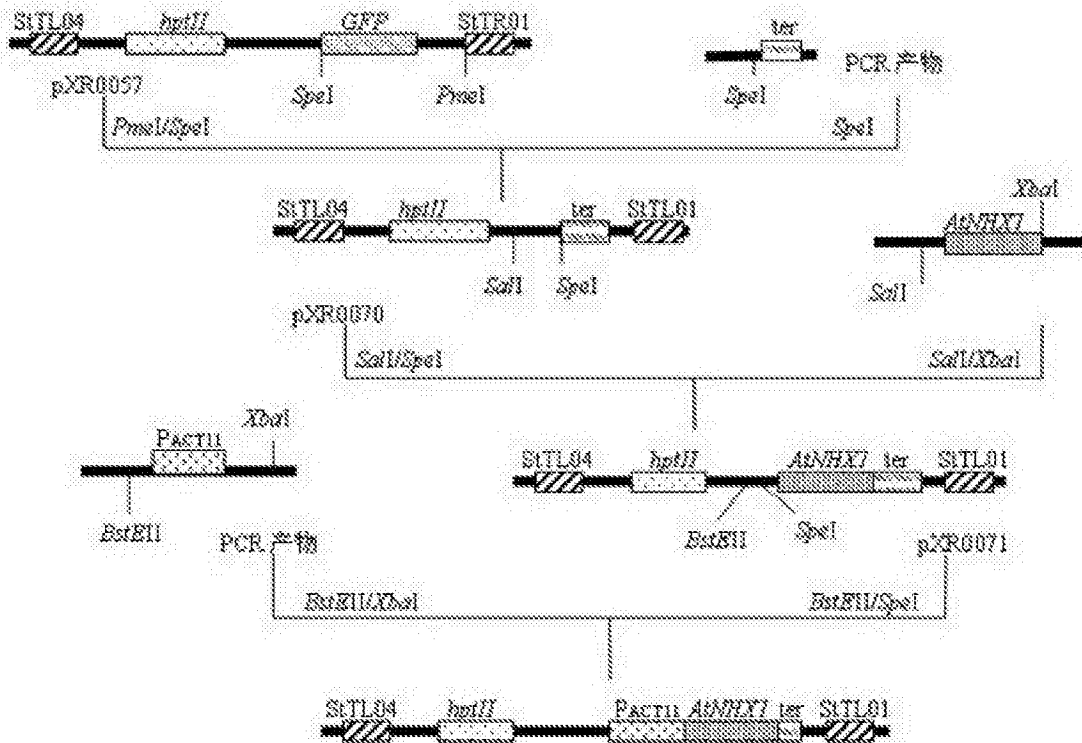 StTL04 hptII GFP StTR01
ter
pXR0057 SpeI PmeI
SpeI
PCR 产物
PmeI/SpeI SpeI
StTL04 hptII ter StTL01
SalI SpeI
XbaI
AtNHX1
SalI
pXR0070
SalI/SpeI SalI/XbaI
PACT11
XbaI
BstEII
StTL04 hptII AtNHX1 ter StTL01
BstEII SpeI
PCR 产物
pXR0071
BstEII/XbaI BstEII/SpeI
StTL04 hptII PACT11 AtNHX1 ter StTL01